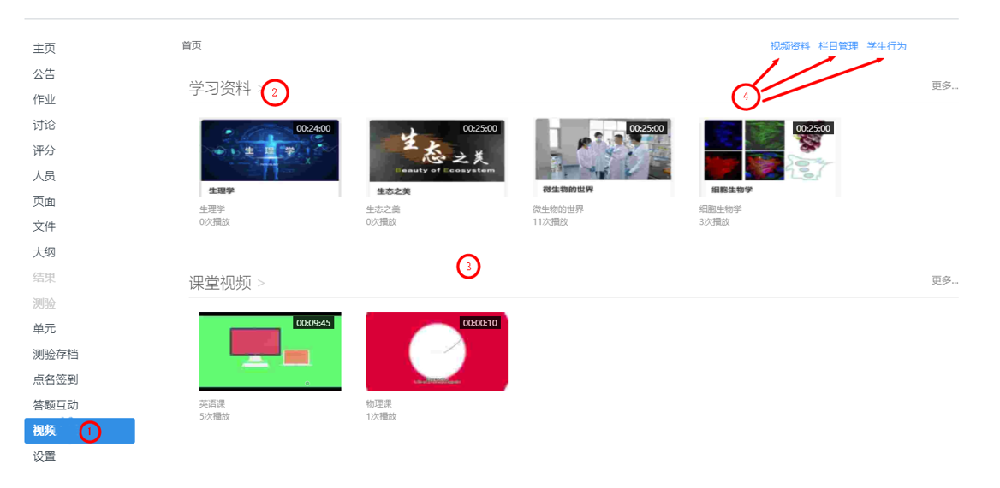 主页
公告
作业
讨论
评分
人员
页面
文件
大纲
结果
测验
单元
测验存档
点名签到
答题互动
视频 1
设置
首页
视频资料 栏目管理 学生行为
4
学习资料 > 2
更多...
00:24:00
生理学
生理学
生理学
0次播放
00:25:00
生态之美
Beauty of Ecosystem
生态之美
生态之美
0次播放
00:25:00
微生物的世界
微生物的世界
11次播放
00:25:00
细胞生物学
细胞生物学
3次播放
3
课堂视频 >
更多...
00:09:45
英语课
5次播放
00:00:10
物理课
1次播放